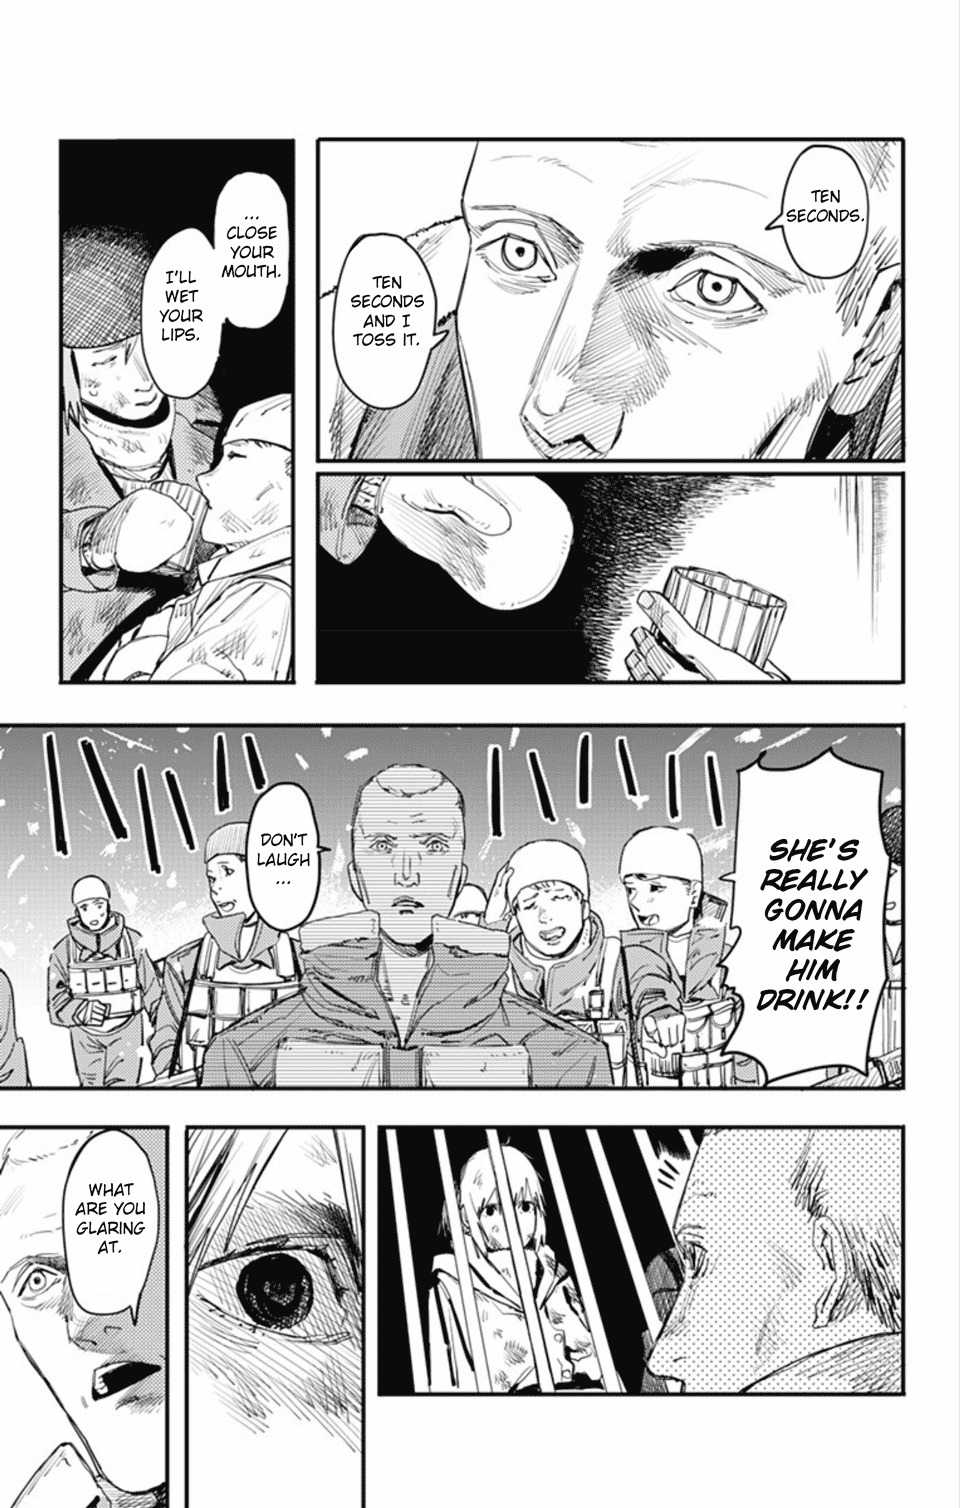 TEN
SECONDS.
TEN
SECONDS
AND I
TOSS IT.
...
CLOSE
YOUR
MOUTH.
I'LL
WET
YOUR
LIPS.
SHE'S
REALLY
GONNA
MAKE
HIM
DRINK!!
DON'T
LAUGH
...
WHAT
ARE YOU
GLARING
AT.